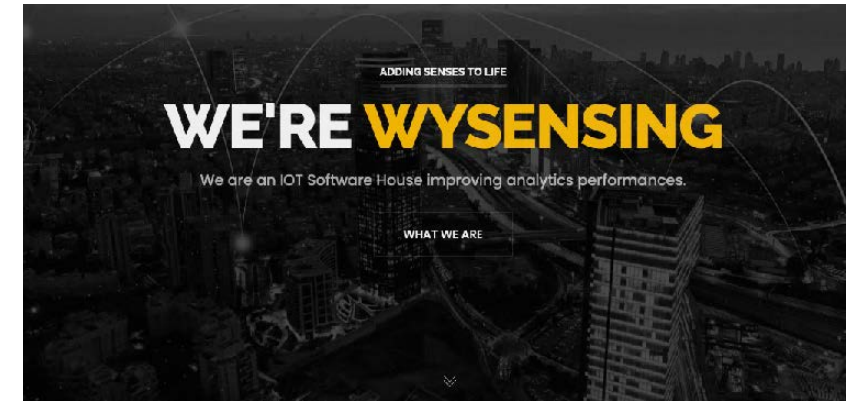 ADDING SENSES TO LIFE
WE'RE WYSENSING
We are an IOT Software House improving analytics performances.
WHAT WE ARE